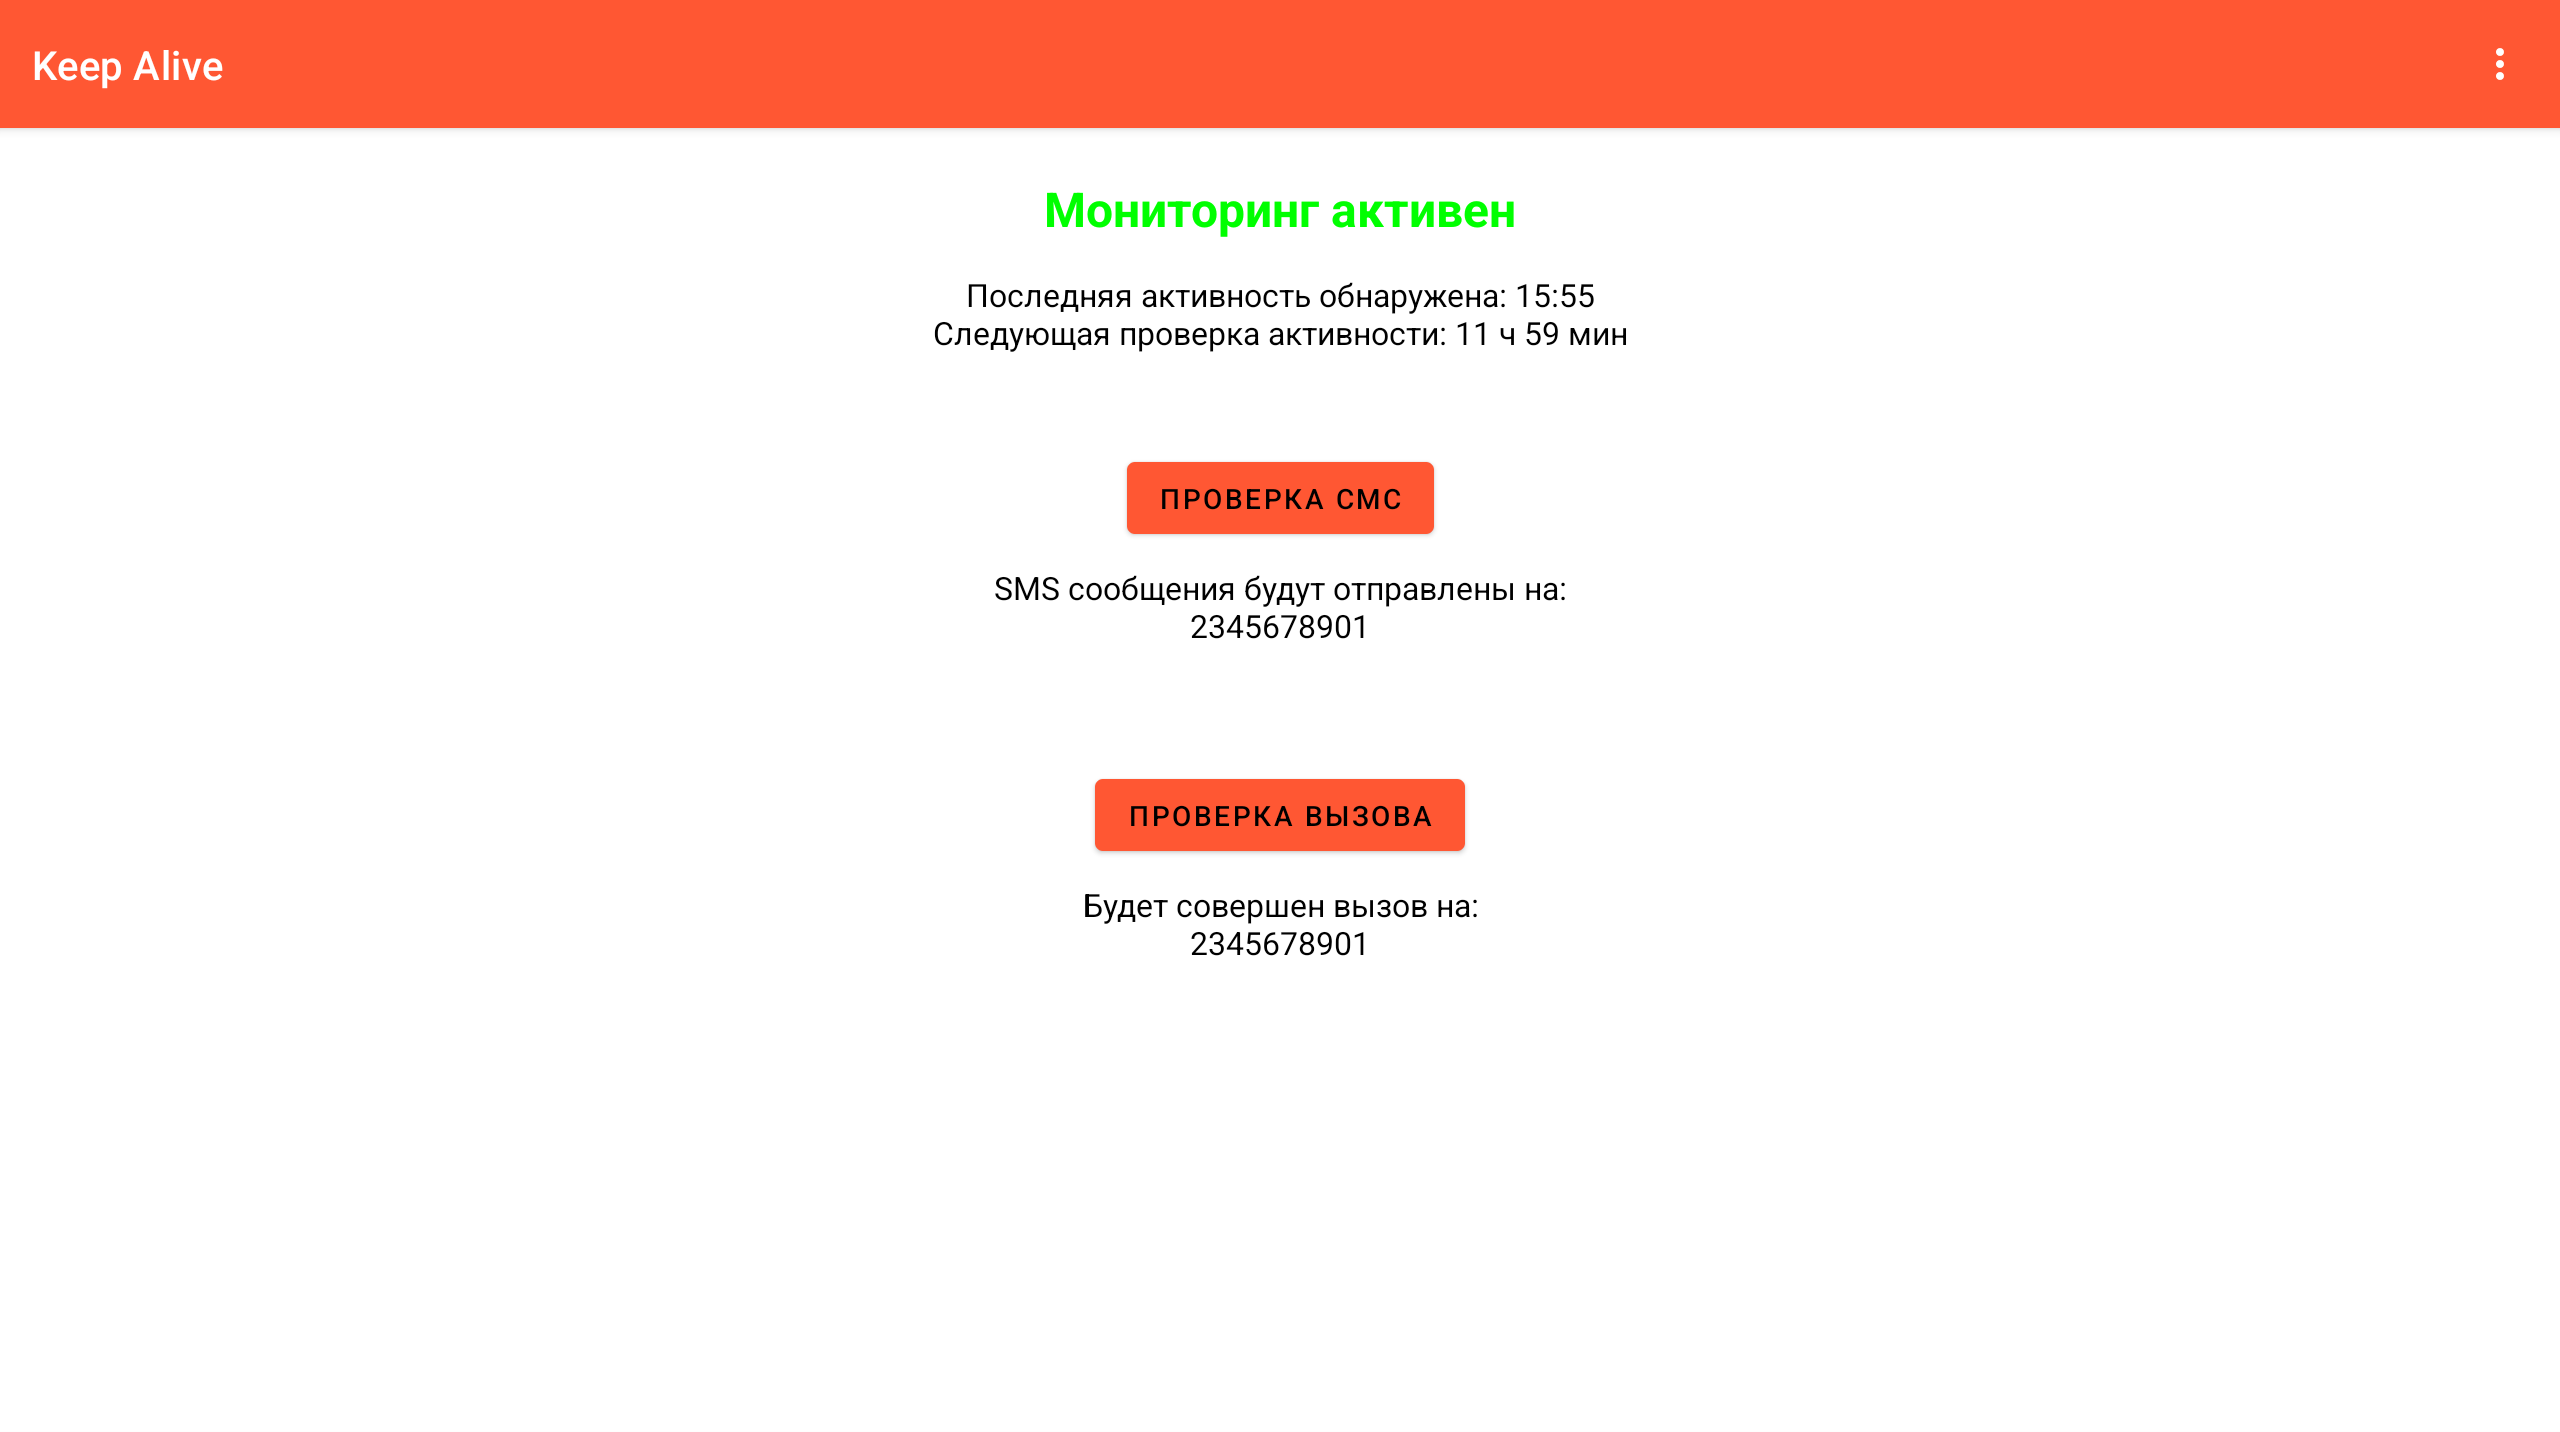 Keep Alive
Мониторинг активен
Последняя активность обнаружена: 15:55
Следующая проверка активности: 11 ч 59 мин
ПРОВЕРКА СМС
SMS сообщения будут отправлены на:
2345678901
ПРОВЕРКА ВЫЗОВА
Будет совершен вызов на:
2345678901